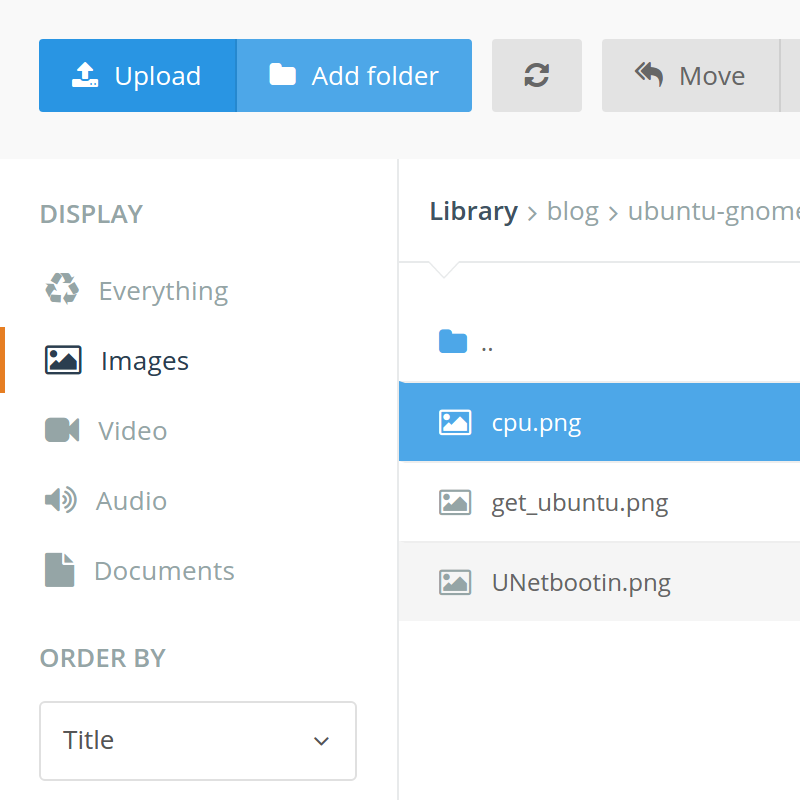 Upload
Add folder
Move
DISPLAY
Everything
Images
Video
Audio
Documents
ORDER BY
Title
Library > blog > ubuntu-gnome
..
cpu.png
get_ubuntu.png
UNetbootin.png